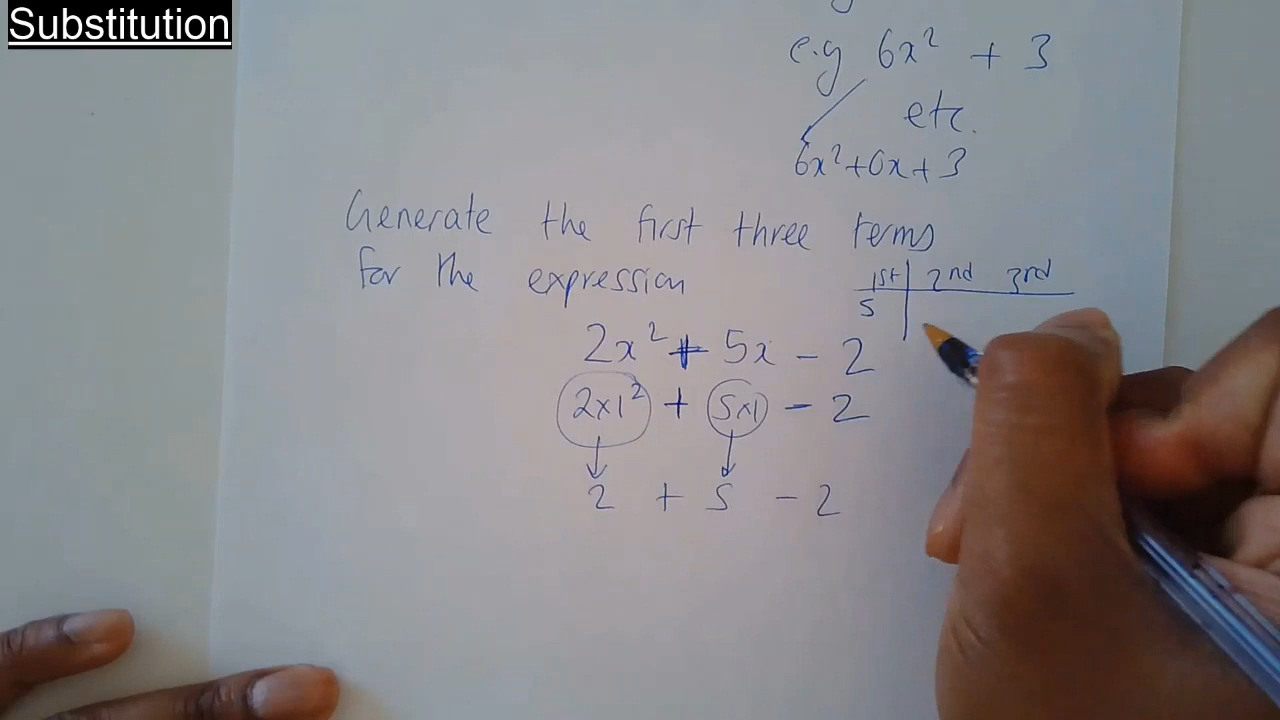 Substitution
e.g 6x² + 3
etc.
6x²+0x+3
Generate the first three terms
for the expression
1st 2nd 3rd
5
2x² + 5x - 2
2x1² + 5x1 - 2
2 + 5 - 2